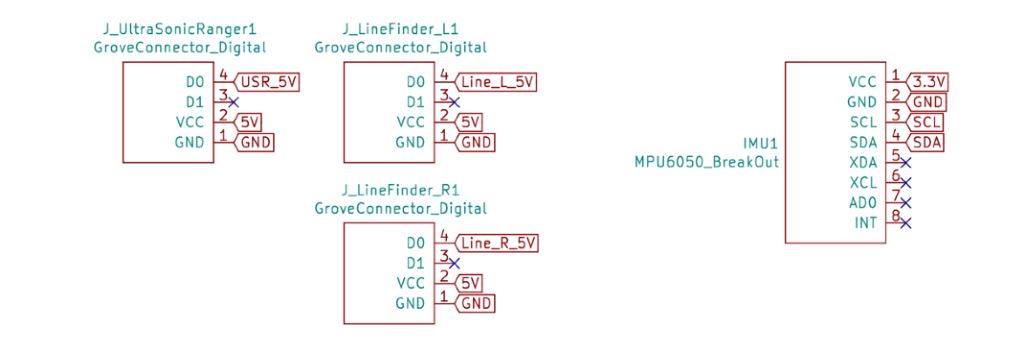 J_UltraSonicRanger1
GroveConnector_Digital
D0 4 USR_5V
D1 3
VCC 2 5V
GND 1 GND
J_LineFinder_L1
GroveConnector_Digital
D0 4 Line_L_5V
D1 3
VCC 2 5V
GND 1 GND
J_LineFinder_R1
GroveConnector_Digital
D0 4 Line_R_5V
D1 3
VCC 2 5V
GND 1 GND
IMU1
MPU6050_BreakOut
VCC 1 3.3V
GND 2 GND
SCL 3 SCL
SDA 4 SDA
XDA 5
XCL 6
AD0 7
INT 8